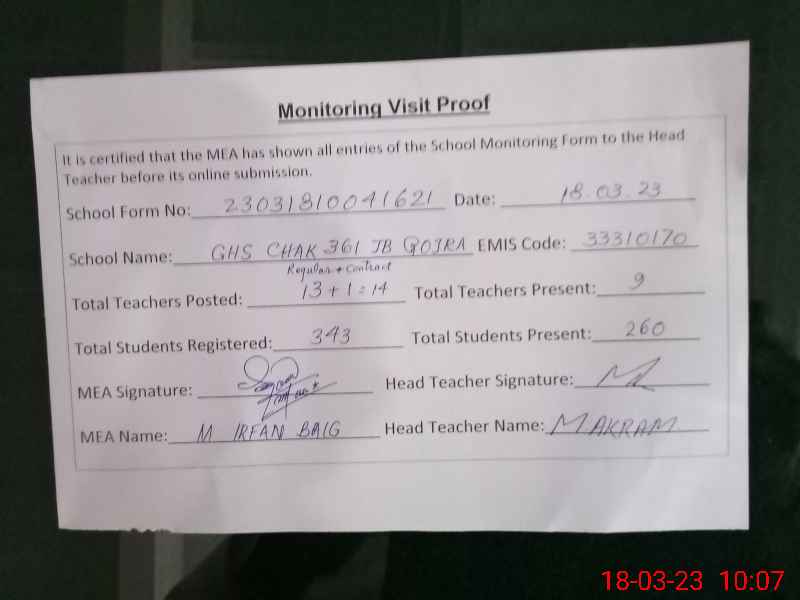 Monitoring Visit Proof
It is certified that the MEA has shown all entries of the School Monitoring Form to the Head
Teacher before its online submission.
School Form No: 23031810041621 Date: 18.03.23
School Name: GHS CHAK 361 JB GOJRA EMIS Code: 33310170
Regular + Contract
Total Teachers Posted: 13 + 1 = 14 Total Teachers Present: 9
Total Students Registered: 343 Total Students Present: 260
MEA Signature: Head Teacher Signature:
MEA Name: M IRFAN BAIG Head Teacher Name: M AKRAM
18-03-23 10:07